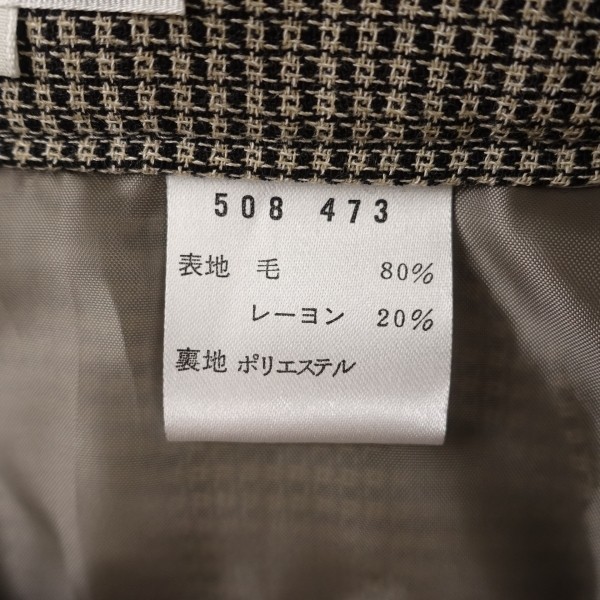 508 473
表地 毛 80%
レーヨン 20%
裏地 ポリエステル